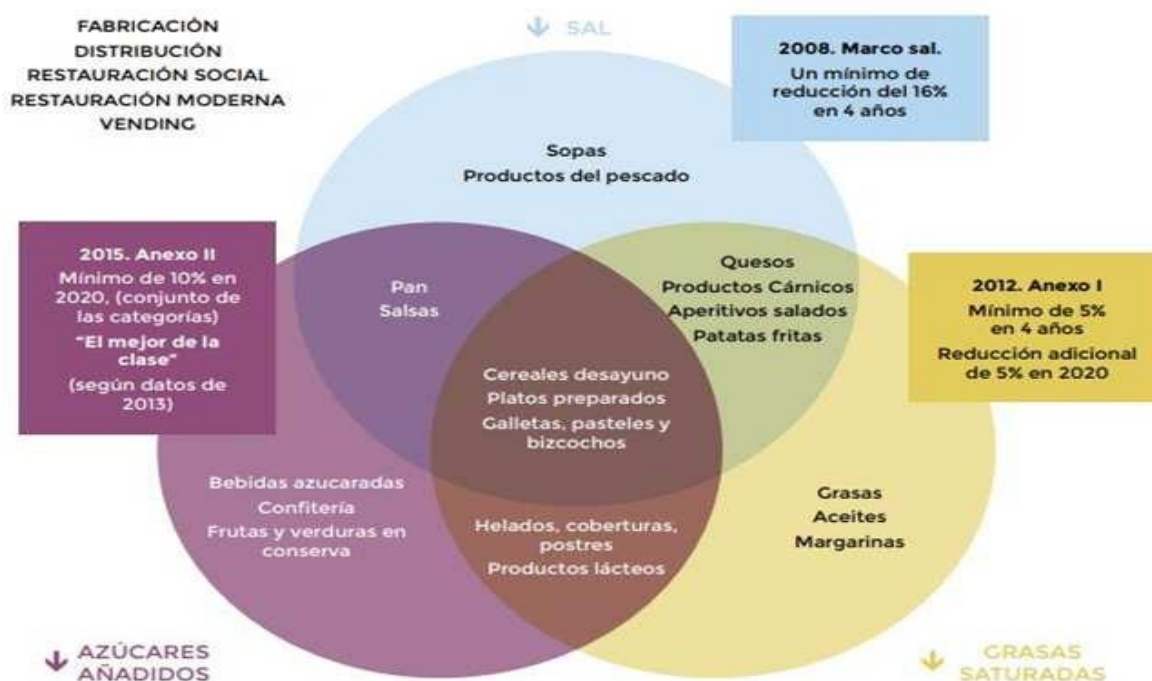 FABRICACIÓN
DISTRIBUCIÓN
RESTAURACIÓN SOCIAL
RESTAURACIÓN MODERNA
VENDING
SAL
2008. Marco sal.
Un mínimo de
reducción del 16%
en 4 años
Sopas
Productos del pescado
2015. Anexo II
Mínimo de 10% en
2020, (conjunto de
las categorías)
"El mejor de la
clase"
(según datos de
2013)
Pan
Salsas
Quesos
Productos Cárnicos
Aperitivos salados
Patatas fritas
2012. Anexo I
Mínimo de 5%
en 4 años
Reducción adicional
de 5% en 2020
Cereales desayuno
Platos preparados
Galletas, pasteles y
bizcochos
Bebidas azucaradas
Confitería
Frutas y verduras en
conserva
Helados, coberturas,
postres
Productos lácteos
Grasas
Aceites
Margarinas
AZÚCARES
AÑADIDOS
GRASAS
SATURADAS